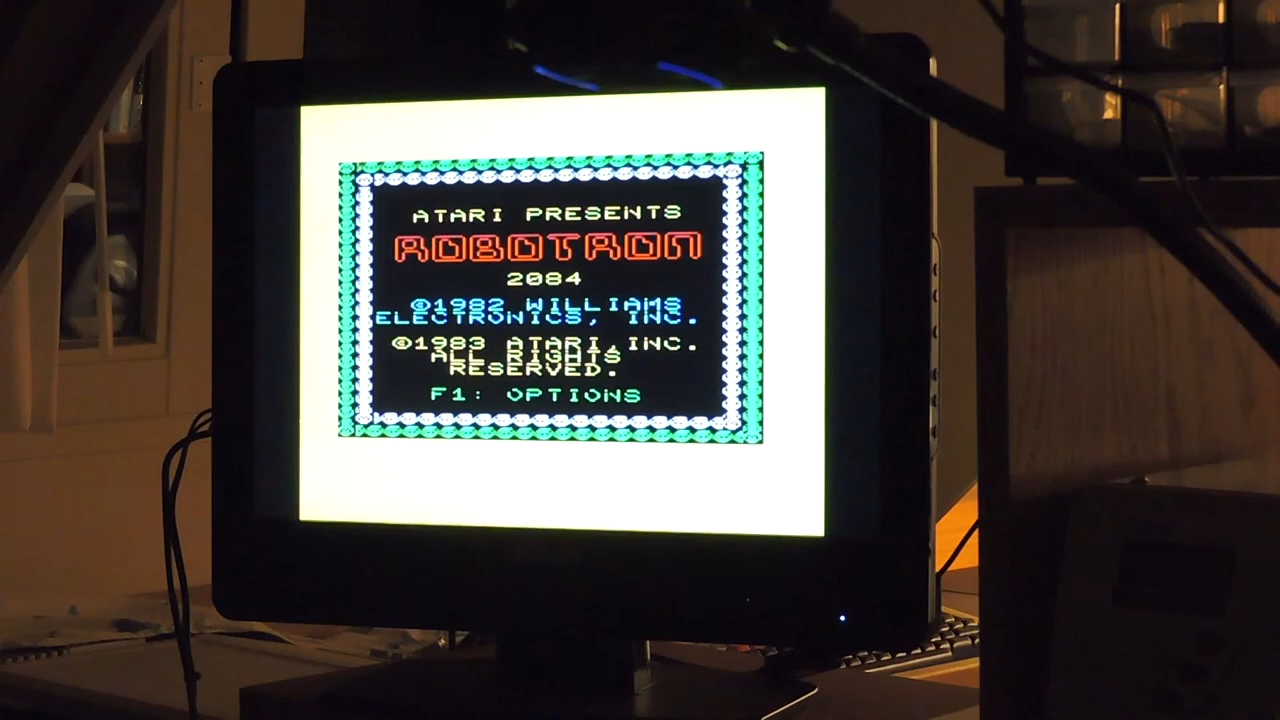 ATARI PRESENTS
ROBOTRON
2084
©1982 WILLIAMS
ELECTRONICS, INC.
©1983 ATARI, INC.
ALL RIGHTS
RESERVED.
F1: OPTIONS